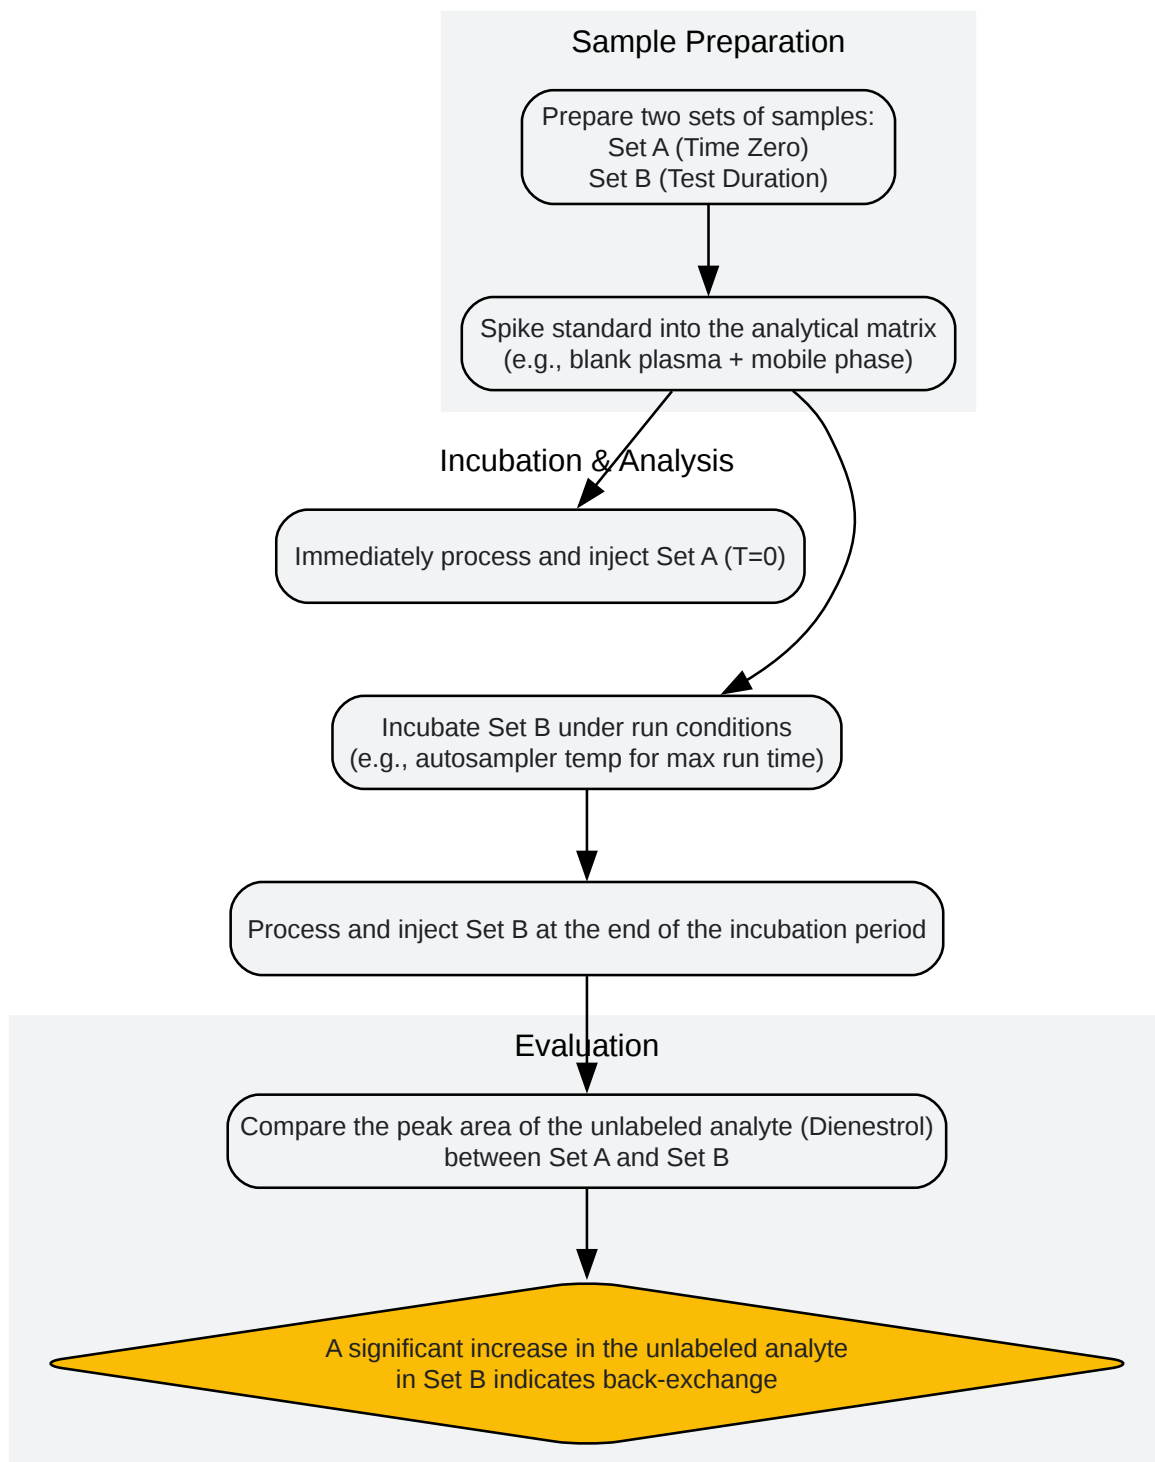 Sample Preparation
Prepare two sets of samples:
Set A (Time Zero)
Set B (Test Duration)
Spike standard into the analytical matrix
(e.g., blank plasma + mobile phase)
Incubation & Analysis
Immediately process and inject Set A (T=0)
Incubate Set B under run conditions
(e.g., autosampler temp for max run time)
Process and inject Set B at the end of the incubation period
Evaluation
Compare the peak area of the unlabeled analyte (Dienestrol)
between Set A and Set B
A significant increase in the unlabeled analyte
in Set B indicates back-exchange